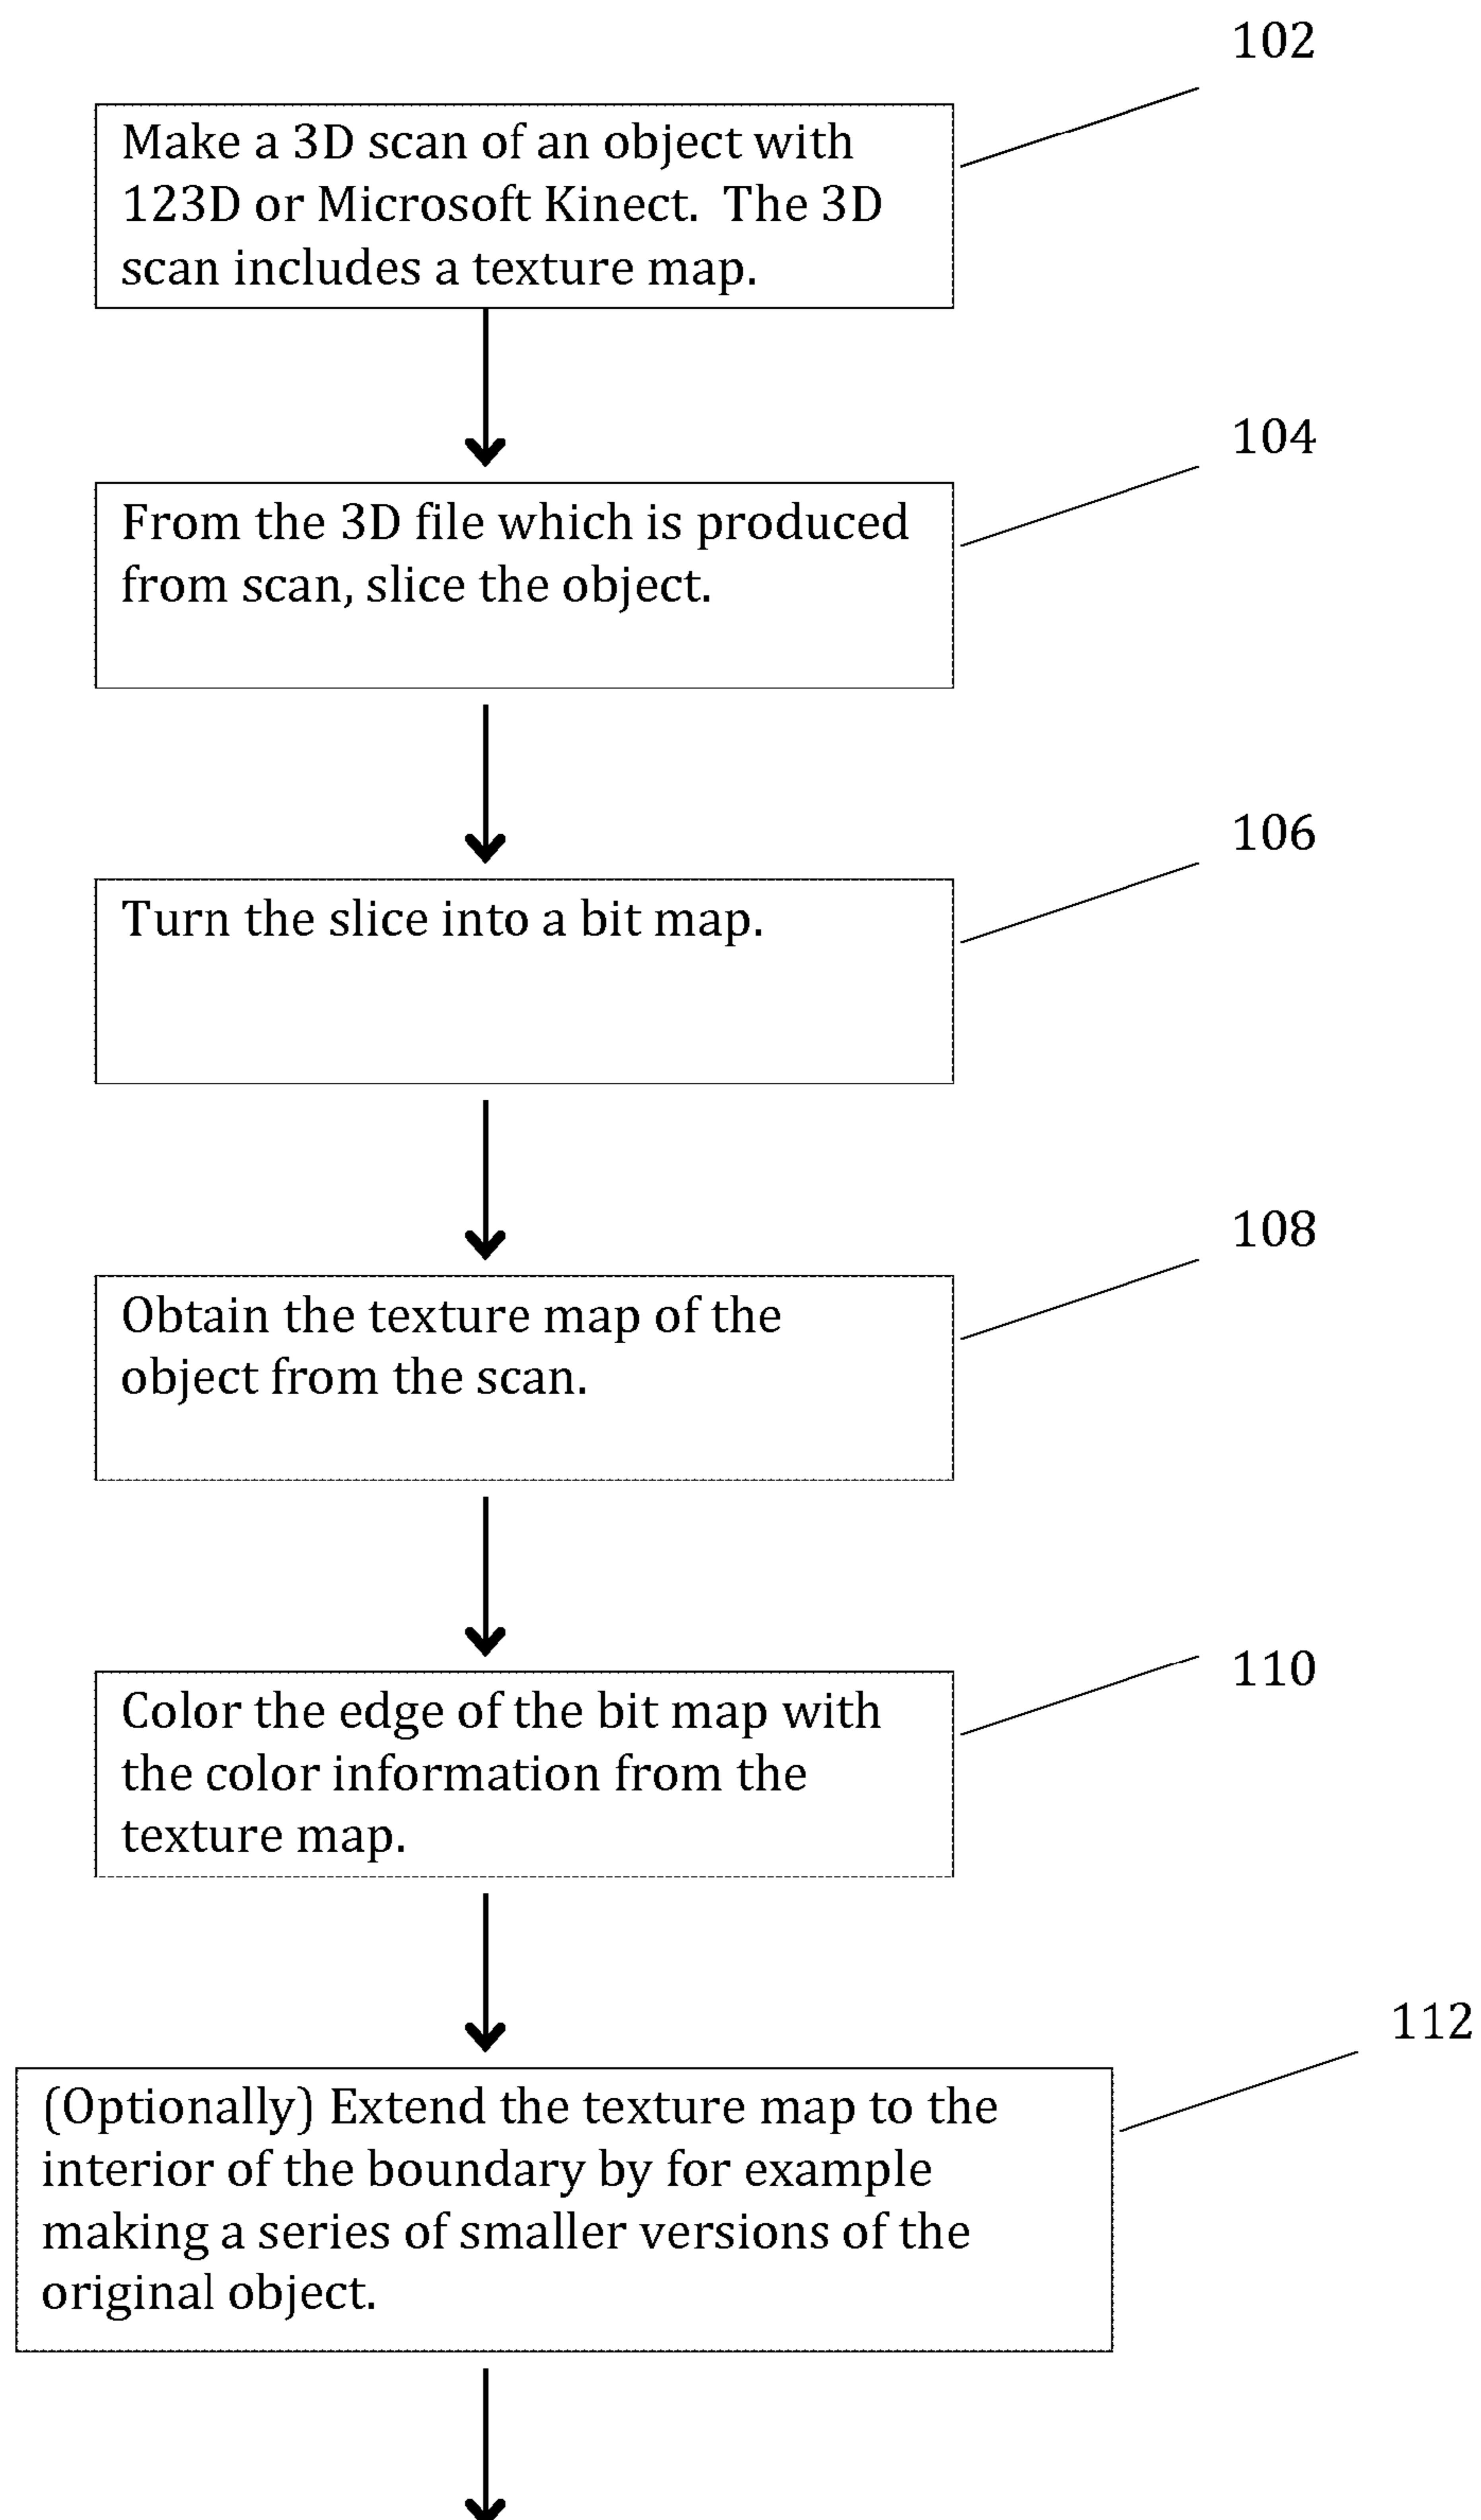 102
Make a 3D scan of an object with
123D or Microsoft Kinect.  The 3D
scan includes a texture map.
104
From the 3D file which is produced
from scan, slice the object.
106
Turn the slice into a bit map.
108
Obtain the texture map of the
object from the scan.
110
Color the edge of the bit map with
the color information from the
texture map.
112
(Optionally) Extend the texture map to the
interior of the boundary by for example
making a series of smaller versions of the
original object.